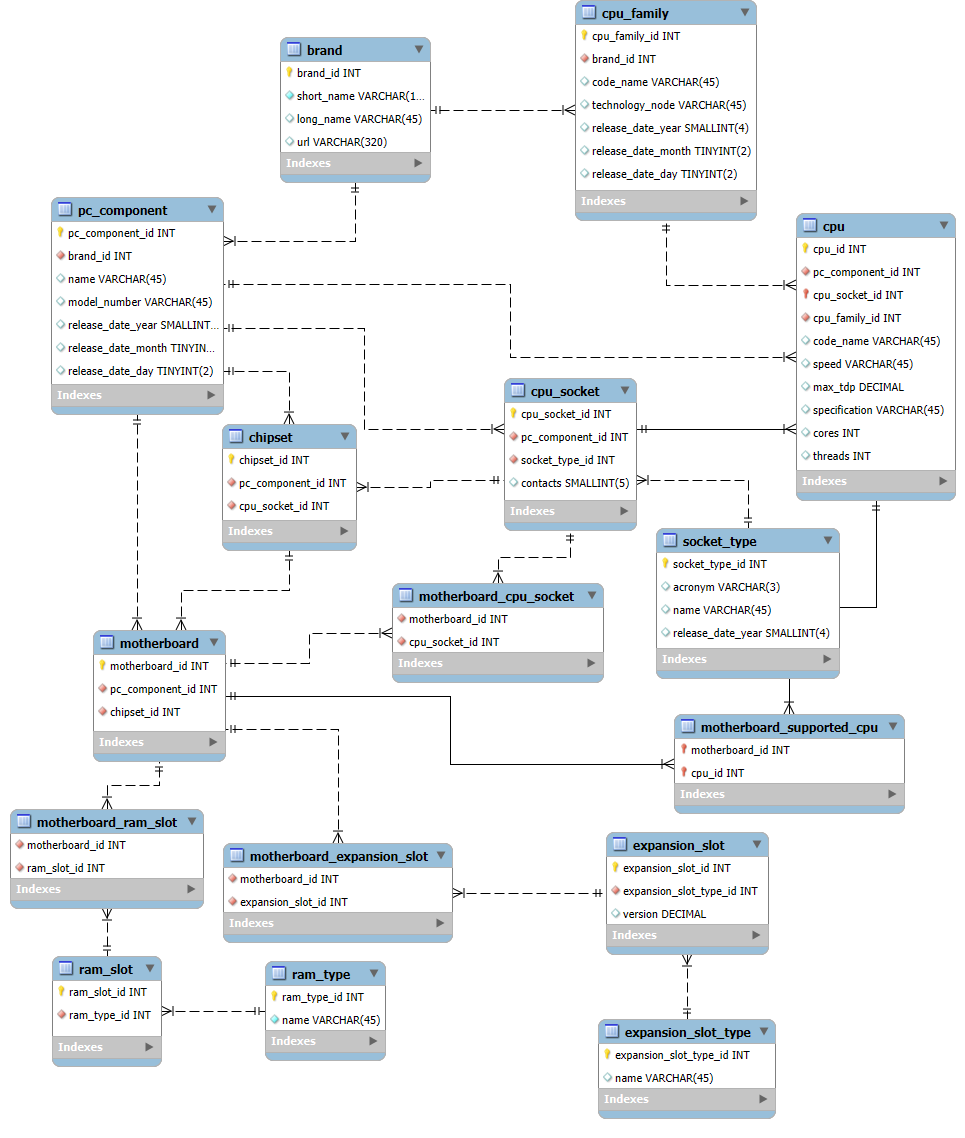 cpu_family
cpu_family_id INT
brand_id INT
code_name VARCHAR(45)
technology_node VARCHAR(45)
release_date_year SMALLINT(4)
release_date_month TINYINT(2)
release_date_day TINYINT(2)
Indexes
brand
brand_id INT
short_name VARCHAR(1...
long_name VARCHAR(45)
url VARCHAR(320)
Indexes
pc_component
pc_component_id INT
brand_id INT
name VARCHAR(45)
model_number VARCHAR(45)
release_date_year SMALLINT...
release_date_month TINYIN...
release_date_day TINYINT(2)
Indexes
cpu
cpu_id INT
pc_component_id INT
cpu_socket_id INT
cpu_family_id INT
code_name VARCHAR(45)
speed VARCHAR(45)
max_tdp DECIMAL
specification VARCHAR(45)
cores INT
threads INT
Indexes
cpu_socket
cpu_socket_id INT
pc_component_id INT
socket_type_id INT
contacts SMALLINT(5)
Indexes
chipset
chipset_id INT
pc_component_id INT
cpu_socket_id INT
Indexes
socket_type
socket_type_id INT
acronym VARCHAR(3)
name VARCHAR(45)
release_date_year SMALLINT(4)
Indexes
motherboard_cpu_socket
motherboard_id INT
cpu_socket_id INT
Indexes
motherboard
motherboard_id INT
pc_component_id INT
chipset_id INT
Indexes
motherboard_supported_cpu
motherboard_id INT
cpu_id INT
Indexes
motherboard_ram_slot
motherboard_id INT
ram_slot_id INT
Indexes
motherboard_expansion_slot
motherboard_id INT
expansion_slot_id INT
Indexes
expansion_slot
expansion_slot_id INT
expansion_slot_type_id INT
version DECIMAL
Indexes
ram_slot
ram_slot_id INT
ram_type_id INT
Indexes
ram_type
ram_type_id INT
name VARCHAR(45)
Indexes
expansion_slot_type
expansion_slot_type_id INT
name VARCHAR(45)
Indexes